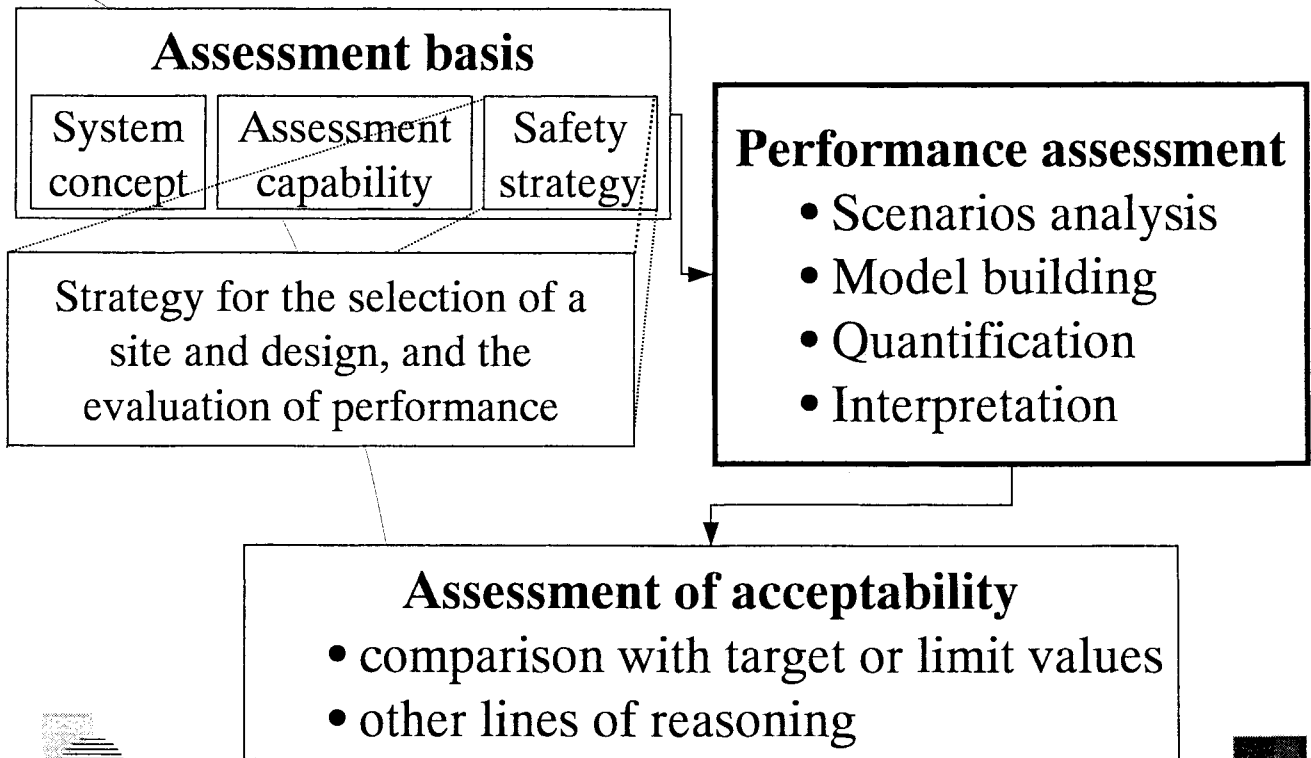 Assessment basis
System
concept
Assessment
capability
Safety
strategy
Strategy for the selection of a
site and design, and the
evaluation of performance
Performance assessment
• Scenarios analysis
• Model building
• Quantification
• Interpretation
Assessment of acceptability
• comparison with target or limit values
• other lines of reasoning